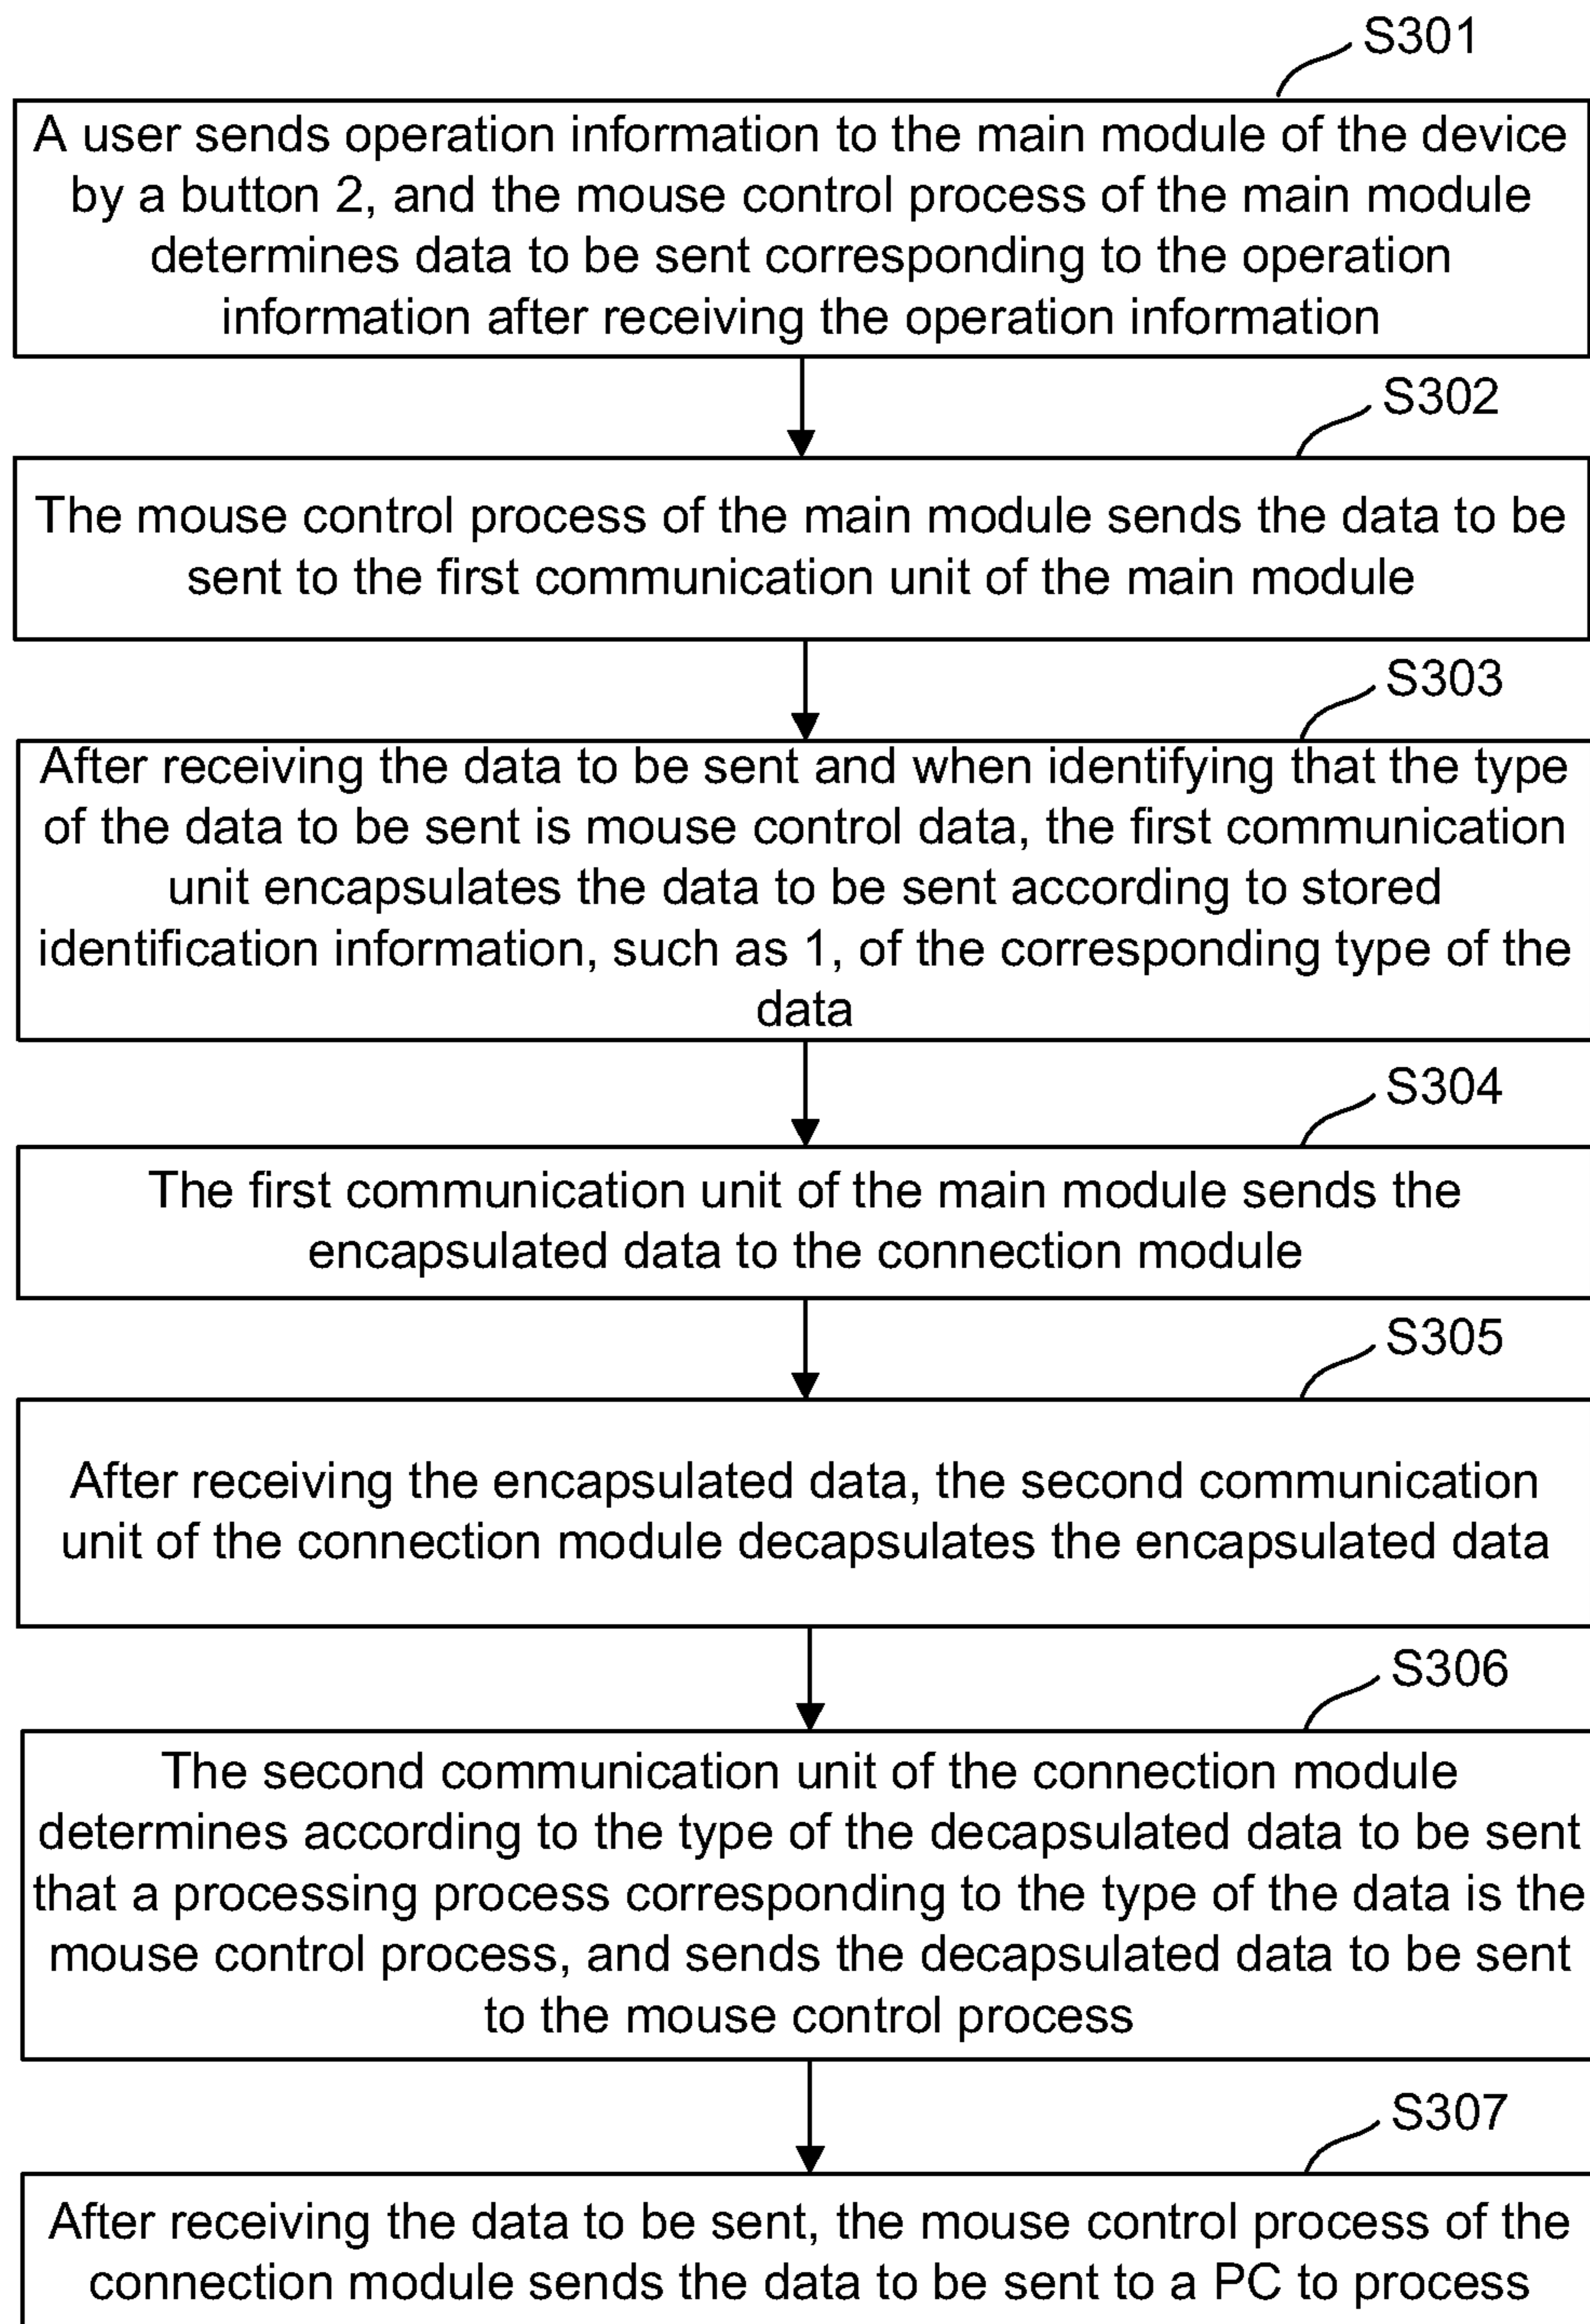 S301
A user sends operation information to the main module of the device
by a button 2, and the mouse control process of the main module
determines data to be sent corresponding to the operation
information after receiving the operation information
S302
The mouse control process of the main module sends the data to be
sent to the first communication unit of the main module
S303
After receiving the data to be sent and when identifying that the type
of the data to be sent is mouse control data, the first communication
unit encapsulates the data to be sent according to stored
identification information, such as 1, of the corresponding type of the
data
S304
The first communication unit of the main module sends the
encapsulated data to the connection module
S305
After receiving the encapsulated data, the second communication
unit of the connection module decapsulates the encapsulated data
S306
The second communication unit of the connection module
determines according to the type of the decapsulated data to be sent
that a processing process corresponding to the type of the data is the
mouse control process, and sends the decapsulated data to be sent
to the mouse control process
S307
After receiving the data to be sent, the mouse control process of the
connection module sends the data to be sent to a PC to process